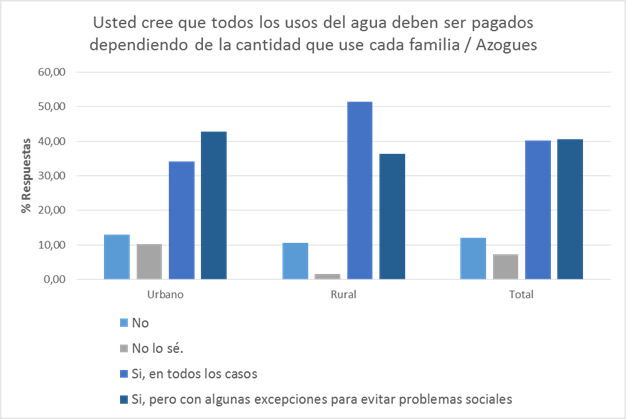 Usted cree que todos los usos del agua deben ser pagados
dependiendo de la cantidad que use cada familia / Azogues
% Respuestas
60,00
50,00
40,00
30,00
20,00
10,00
0,00
Urbano
Rural
Total
No
No lo sé.
Si, en todos los casos
Si, pero con algunas excepciones para evitar problemas sociales